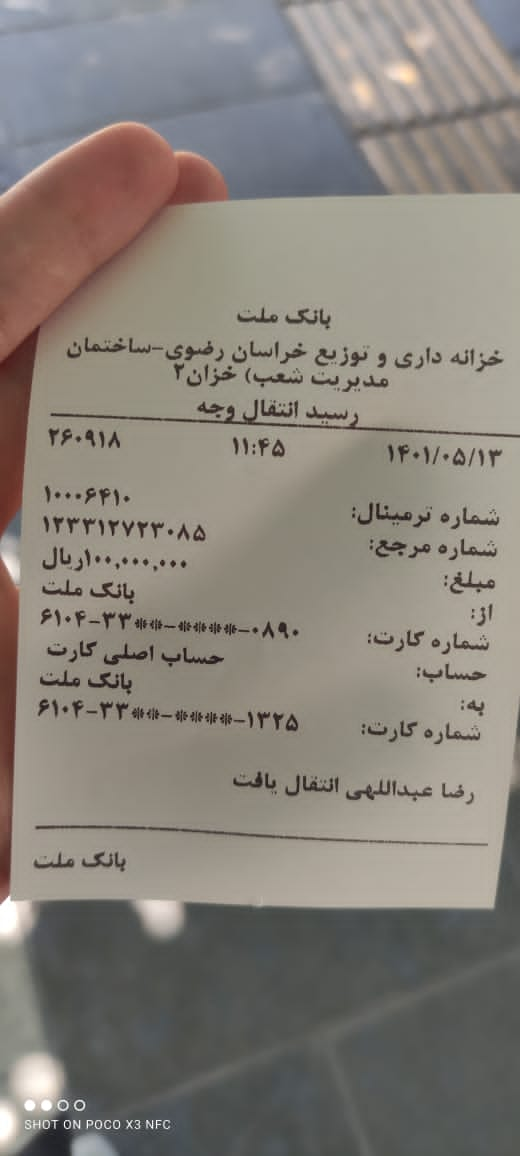 بانک ملت
خزانه داری و توزیع خراسان رضوی-ساختمان
مدیریت شعب) خزان۲
رسید انتقال وجه
۱۴۰۱/۰۵/۱۳ ۱۱:۴۵ ۲۶۰۹۱۸
شماره ترمینال: ۱۰۰۰۶۴۱۰
شماره مرجع: ۱۲۳۳۱۲۷۲۳۰۸۵
مبلغ: ۱۰۰,۰۰۰,۰۰۰ریال
از: بانک ملت
شماره کارت: ۶۱۰۴-۳۳**-****-۰۸۹۰
حساب: حساب اصلی کارت
به: بانک ملت
شماره کارت: ۶۱۰۴-۳۳**-****-۱۳۲۵
رضا عبداللهی انتقال یافت
بانک ملت
SHOT ON POCO X3 NFC